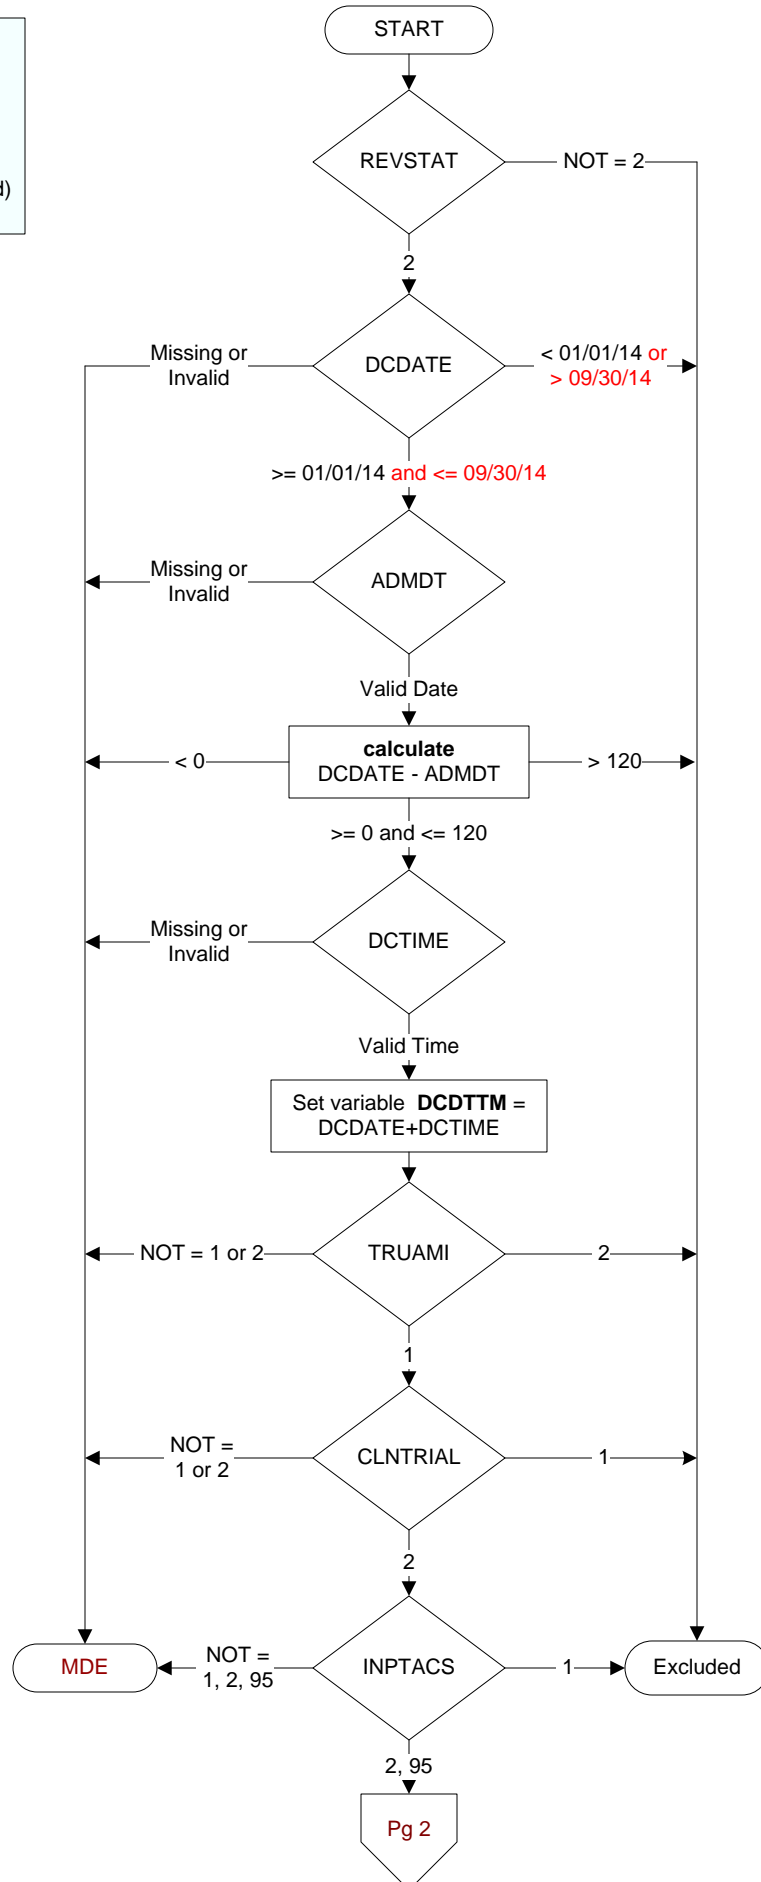 START
REVSTAT
NOT = 2
d)
2
Missing or
Invalid
DCDATE
< 01/01/14 or
> 09/30/14
>= 01/01/14 and <= 09/30/14
Missing or
Invalid
ADMDT
Valid Date
< 0
calculate
DCDATE - ADMDT
> 120
>= 0 and <= 120
Missing or
Invalid
DCTIME
Valid Time
Set variable DCDTTM =
DCDATE+DCTIME
NOT = 1 or 2
TRUAMI
2
1
NOT =
1 or 2
CLNTRIAL
1
2
MDE
NOT =
1, 2, 95
INPTACS
1
Excluded
2, 95
Pg 2